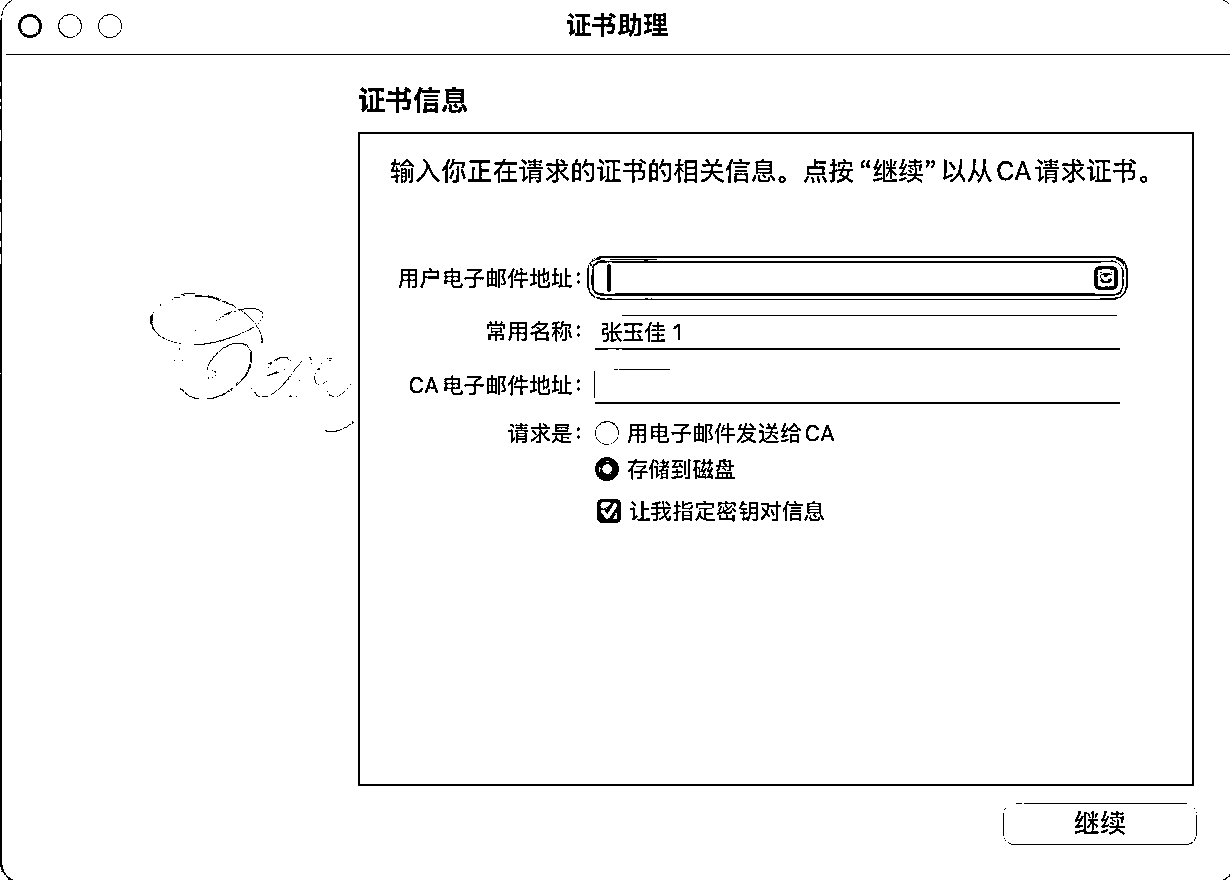 证书助理
证书信息
输入你正在请求的证书的相关信息。点按“继续”以从 CA 请求证书。
用户电子邮件地址：
常用名称： 张玉佳 1
CA 电子邮件地址：
请求是： 用电子邮件发送给 CA
存储到磁盘
让我指定密钥对信息
继续